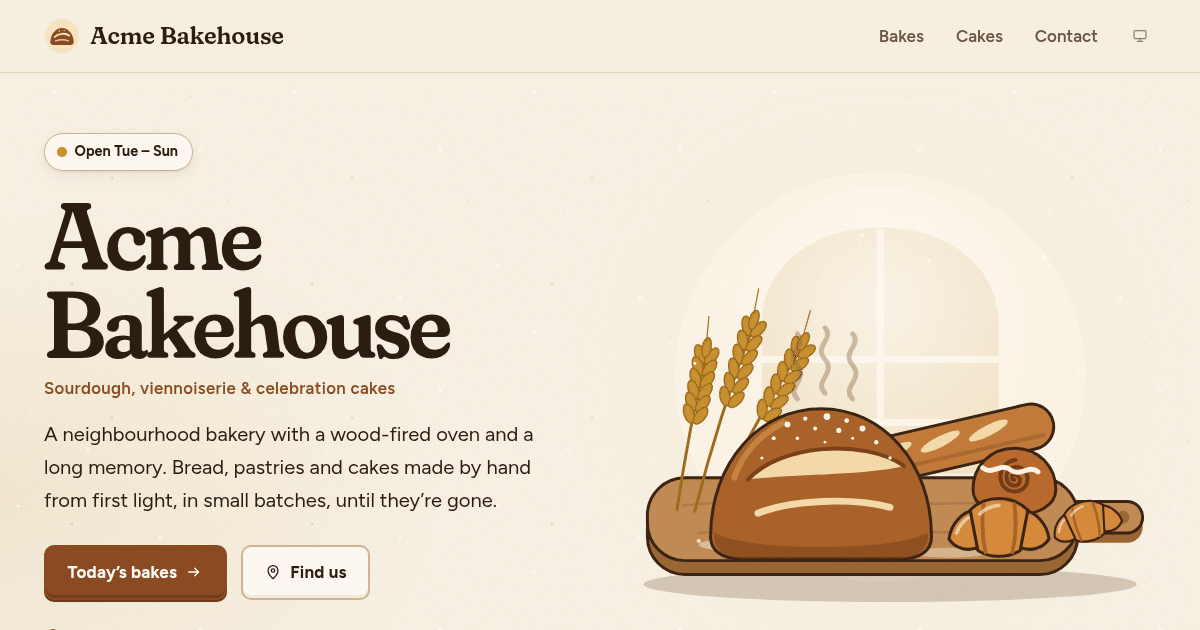 Acme Bakehouse
Bakes
Cakes
Contact
Open Tue – Sun
Acme
Bakehouse
Sourdough, viennoiserie & celebration cakes
A neighbourhood bakery with a wood-fired oven and a
long memory. Bread, pastries and cakes made by hand
from first light, in small batches, until they’re gone.
Today’s bakes
Find us